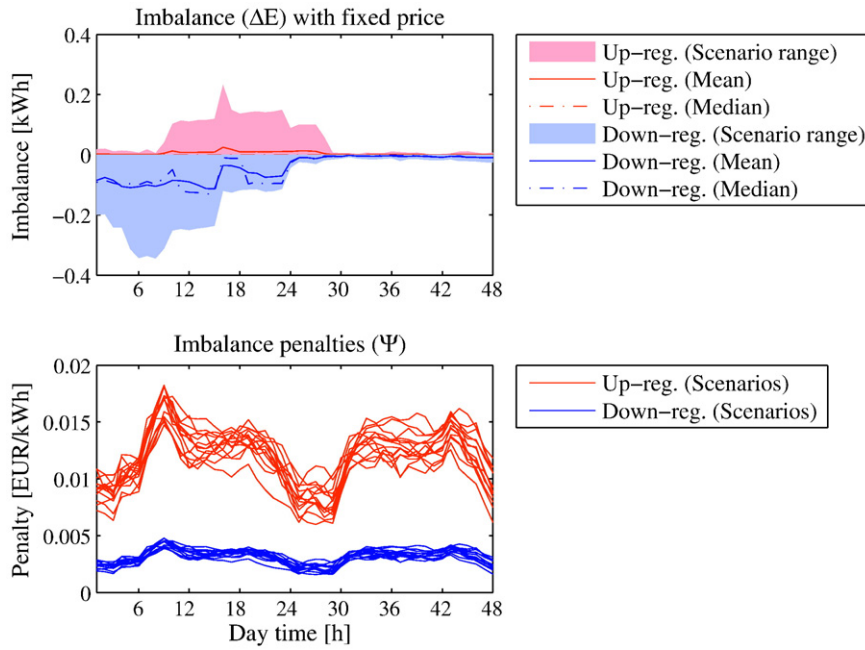 Imbalance (ΔE) with fixed price
0.4
0.2
0
−0.2
−0.4
Imbalance [kWh]
6 12 18 24 30 36 42 48
Up−reg. (Scenario range)
Up−reg. (Mean)
Up−reg. (Median)
Down−reg. (Scenario range)
Down−reg. (Mean)
Down−reg. (Median)
Imbalance penalties (Ψ)
0.02
0.015
0.01
0.005
0
Penalty [EUR/kWh]
6 12 18 24 30 36 42 48
Day time [h]
Up−reg. (Scenarios)
Down−reg. (Scenarios)